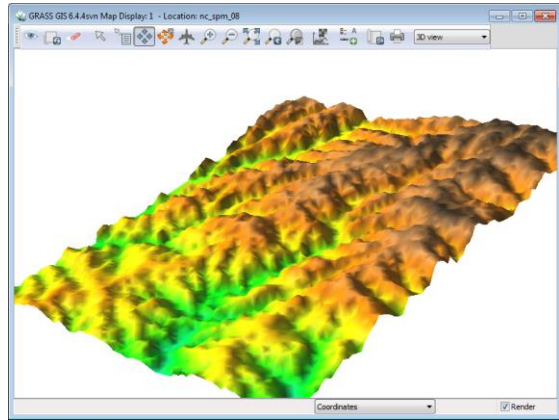 GRASS GIS 6.4.4svn Map Display: 1 - Location: nc_spm_08
3D view
Coordinates
Render